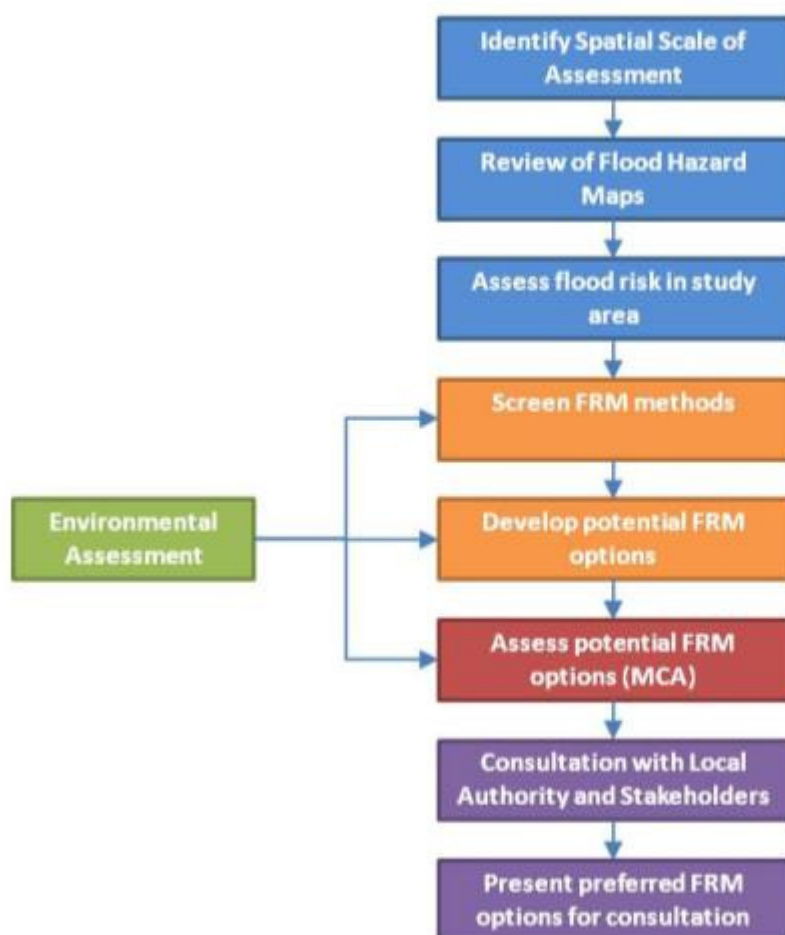 Identify Spatial Scale of
Assessment
Review of Flood Hazard
Maps
Assess flood risk in study
area
Screen FRM methods
Environmental
Assessment
Develop potential FRM
options
Assess potential FRM
options (MCA)
Consultation with Local
Authority and Stakeholders
Present preferred FRM
options for consultation